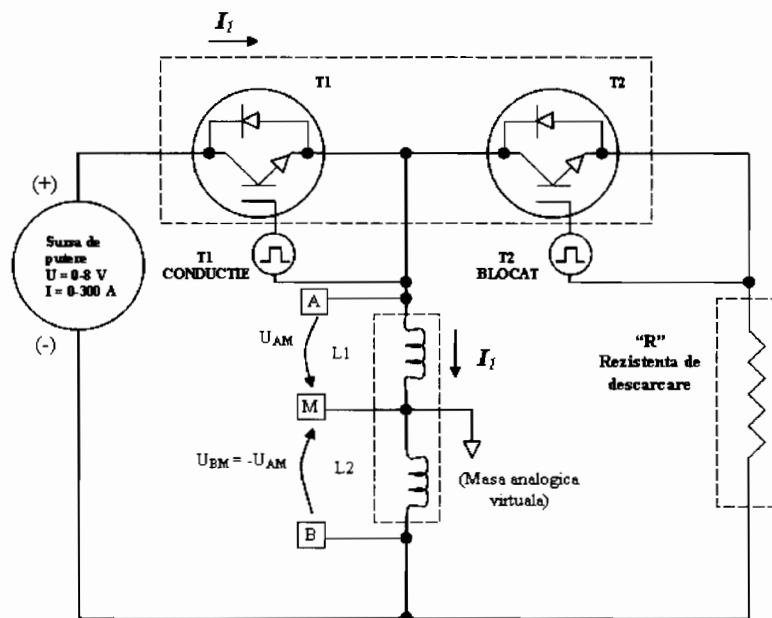 I1
T1
T2
(+)
Sursa de
putere
U = 0-8 V
I = 0-300 A
(-)
T1
CONDUCTIE
T2
BLOCAT
A
UAM
L1
I1
M
"R"
Rezistenta de
descarcare
UBM = -UAM
L2
(Masa analogica
virtuala)
B